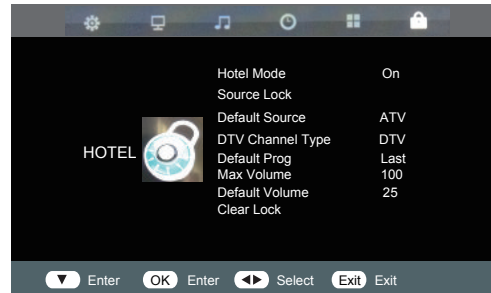 Hotel Mode On
Source Lock
Default Source ATV
DTV Channel Type DTV
HOTEL
Default Prog Last
Max Volume 100
Default Volume 25
Clear Lock
Enter OK Enter Select Exit Exit